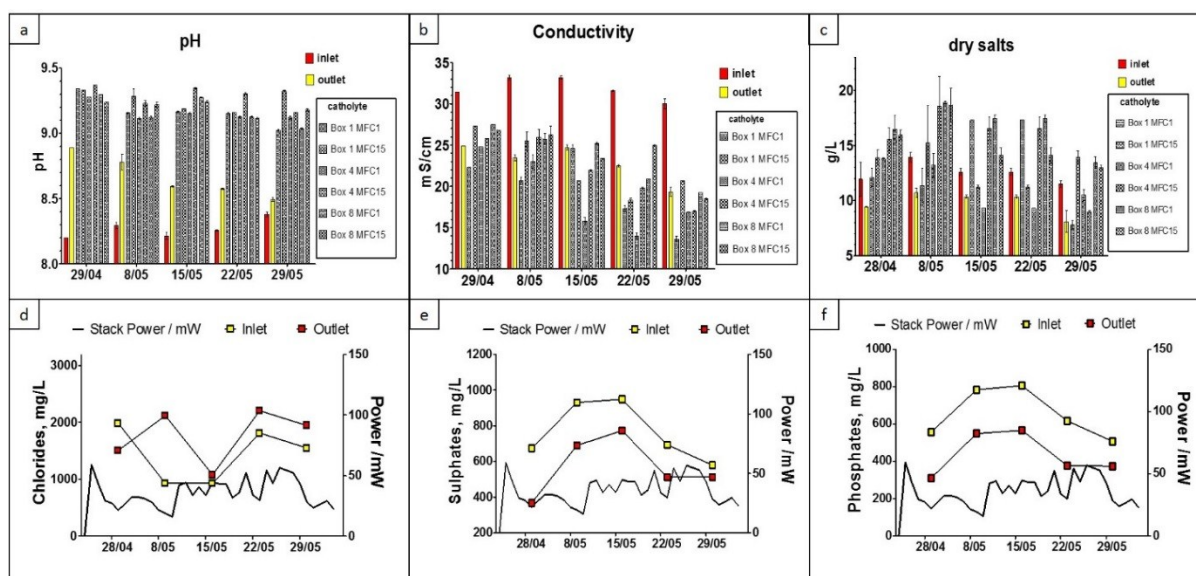 a
pH
inlet
outlet
catholyte
Box 1 MFC1
Box 1 MFC15
Box 4 MFC1
Box 4 MFC15
Box 8 MFC1
Box 8 MFC15
pH
9.5
9.0
8.5
8.0
29/04 8/05 15/05 22/05 29/05
b
Conductivity
inlet
outlet
catholyte
Box 1 MFC1
Box 1 MFC15
Box 4 MFC1
Box 4 MFC15
Box 8 MFC1
Box 8 MFC15
m S/cm
35
30
25
20
15
10
29/04 8/05 15/05 22/05 29/05
c
dry salts
inlet
outlet
catholyte
Box 1 MFC1
Box 1 MFC15
Box 4 MFC1
Box 4 MFC15
Box 8 MFC1
Box 8 MFC15
g/L
20
15
10
5
28/04 8/05 15/05 22/05 29/05
d
Stack Power / mW Inlet Outlet
Chlorides, mg/L
3000
2000
1000
0
150
100
50
0
Power /mW
28/04 8/05 15/05 22/05 29/05
e
Stack Power / mW Inlet Outlet
Sulphates, mg/L
1200
1000
800
600
400
200
150
100
50
0
Power /mW
28/04 8/05 15/05 22/05 29/05
f
Stack Power / mW Inlet Outlet
Phosphates, mg/L
1000
800
600
400
200
0
150
100
50
0
Power /mW
28/04 8/05 15/05 22/05 29/05